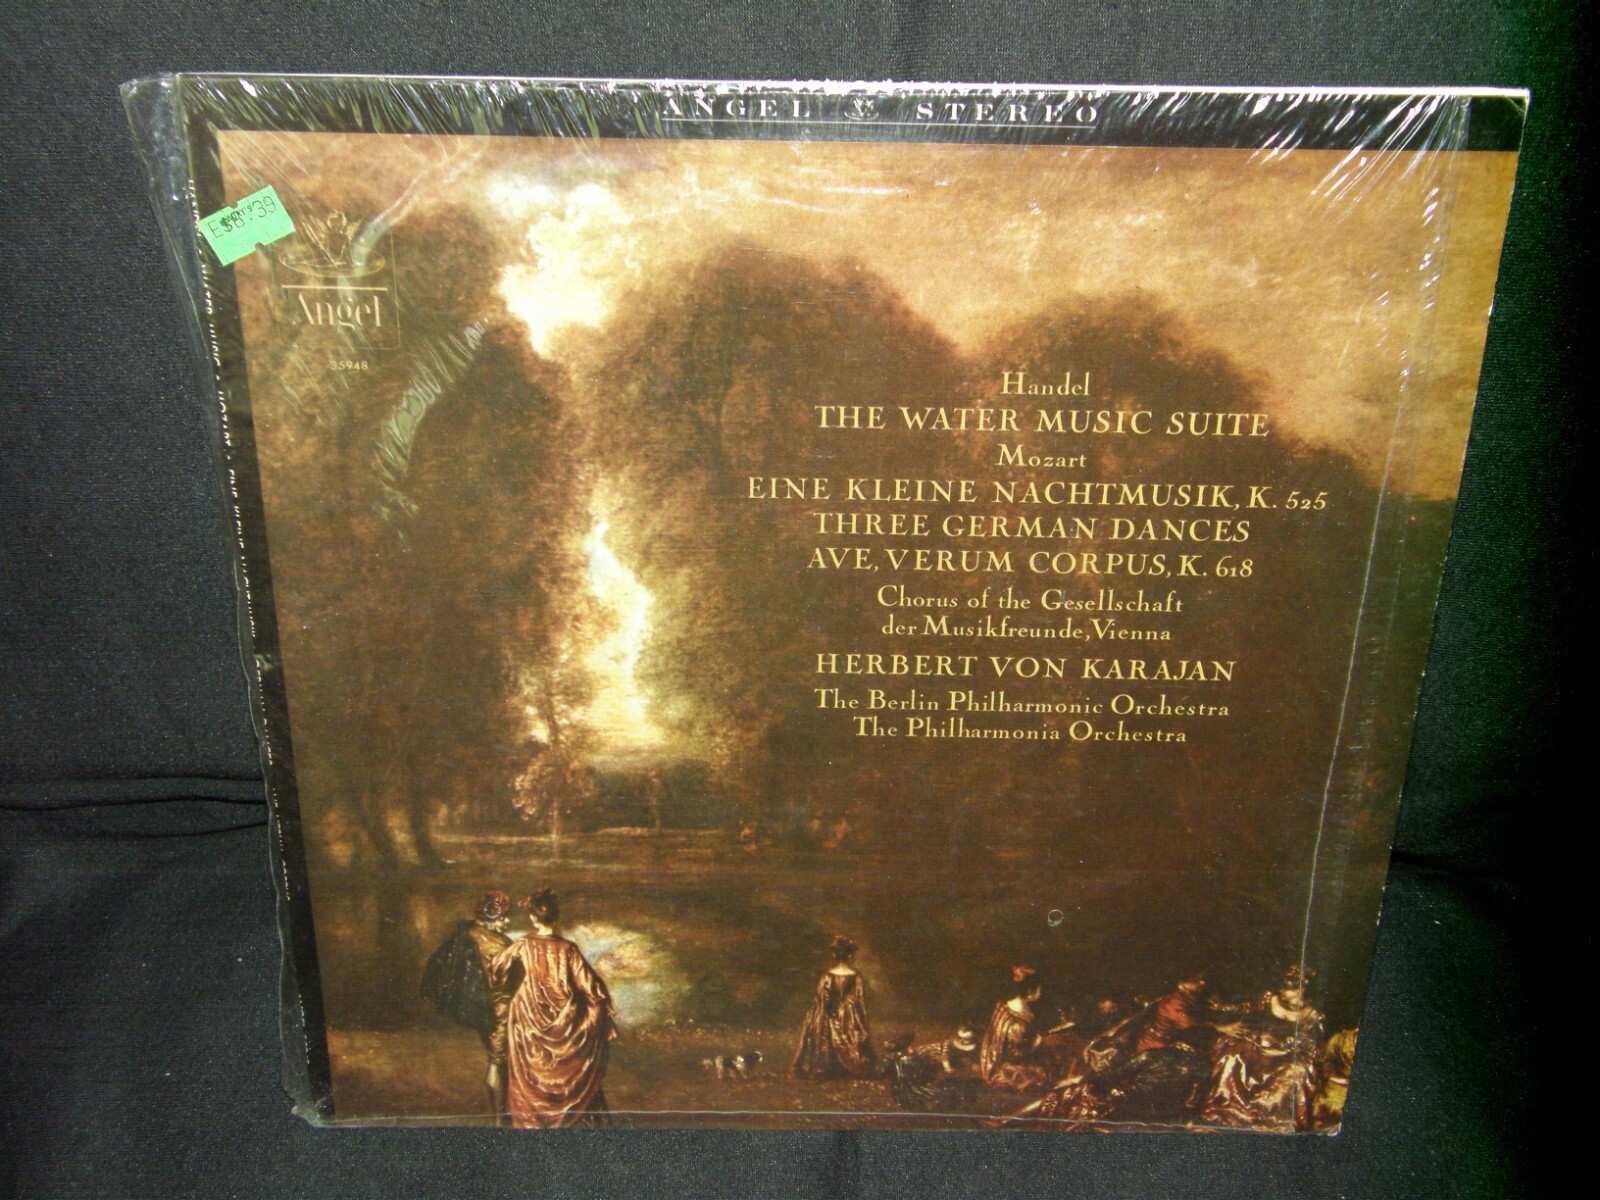 ANGEL STEREO
$6.39
Angel
35948
Handel
THE WATER MUSIC SUITE
Mozart
EINE KLEINE NACHTMUSIK, K. 525
THREE GERMAN DANCES
AVE, VERUM CORPUS, K. 618
Chorus of the Gesellschaft
der Musikfreunde, Vienna
HERBERT VON KARAJAN
The Berlin Philharmonic Orchestra
The Philharmonia Orchestra